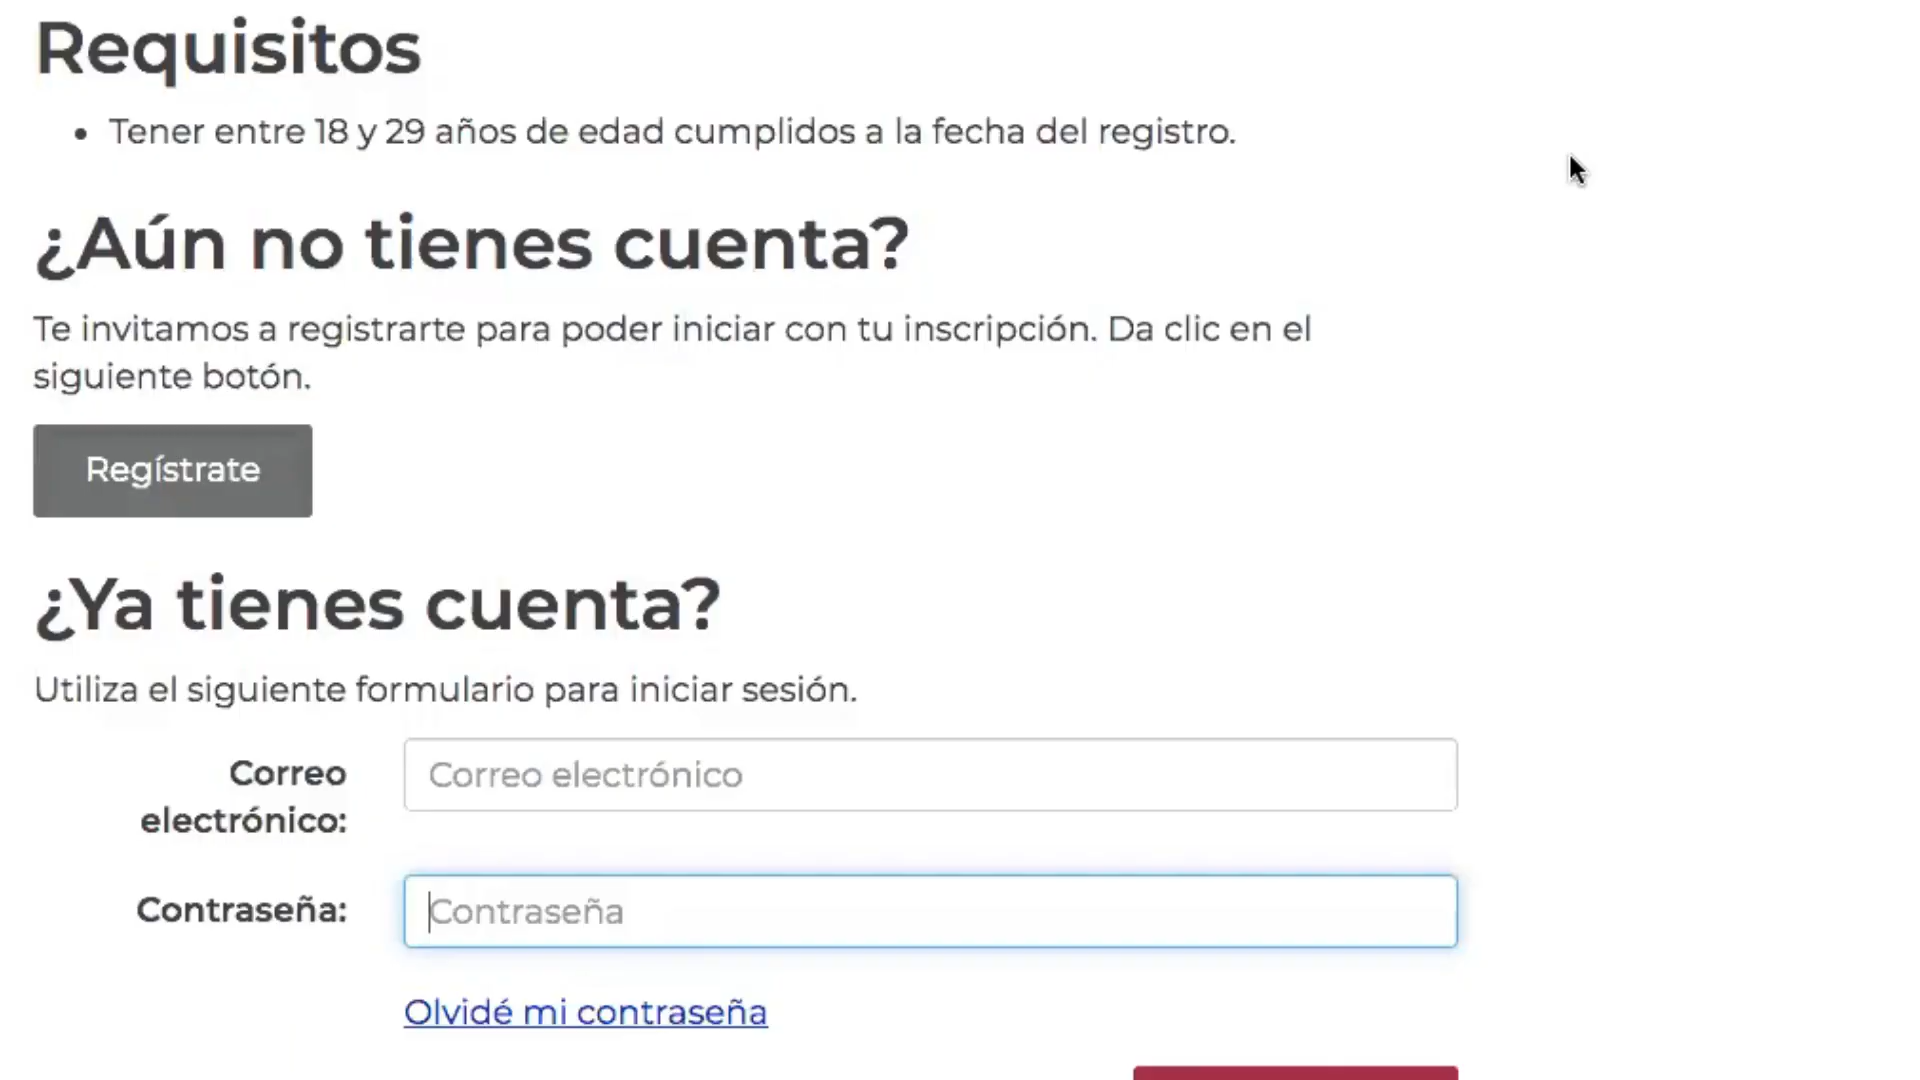 Requisitos
• Tener entre 18 y 29 años de edad cumplidos a la fecha del registro.
¿Aún no tienes cuenta?
Te invitamos a registrarte para poder iniciar con tu inscripción. Da clic en el
siguiente botón.
Regístrate
¿Ya tienes cuenta?
Utiliza el siguiente formulario para iniciar sesión.
Correo
electrónico:
Correo electrónico
Contraseña:
Contraseña
Olvidé mi contraseña